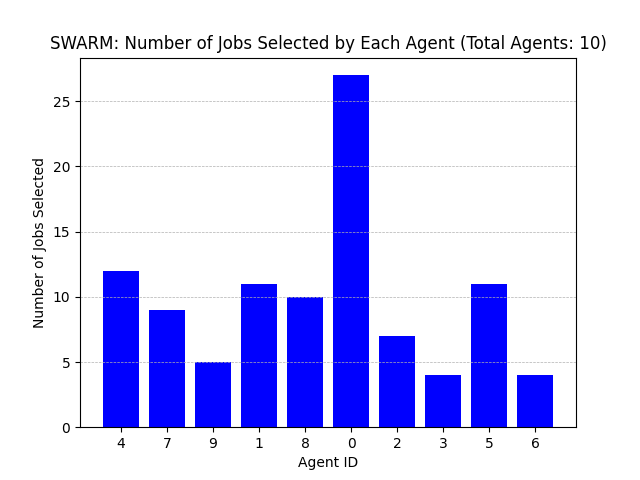 SWARM: Number of Jobs Selected by Each Agent (Total Agents: 10)
Number of Jobs Selected
25
20
15
10
5
0
4 7 9 1 8 0 2 3 5 6
Agent ID